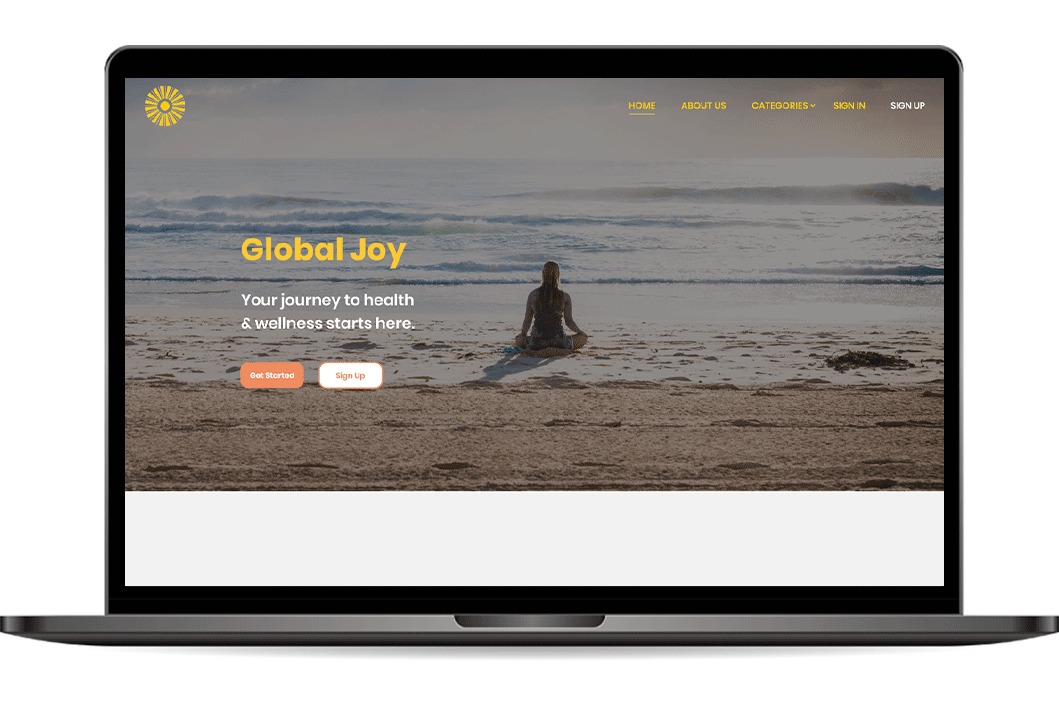 HOME ABOUT US CATEGORIES SIGN IN SIGN UP
Global Joy
Your journey to health
& wellness starts here.
Get Started Sign Up